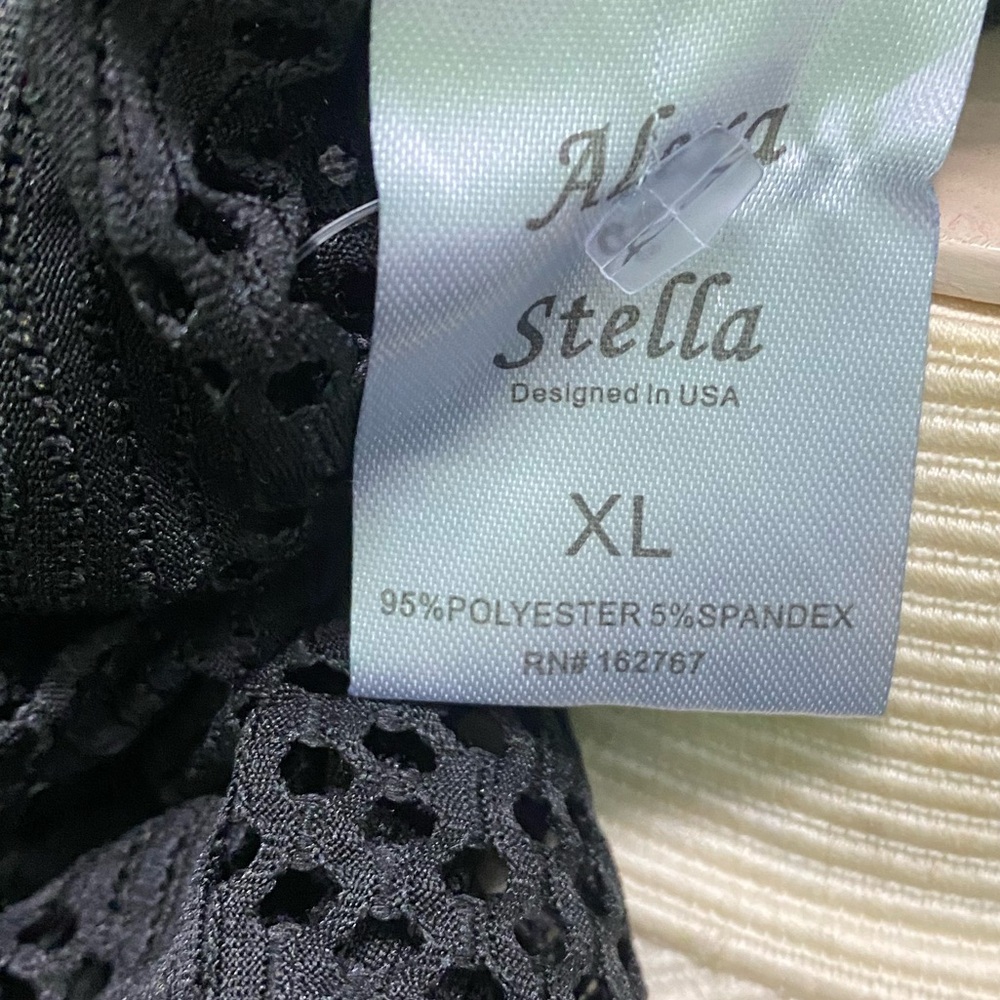 Stella
Designed In USA
XL
95%POLYESTER 5%SPANDEX
RN# 162767